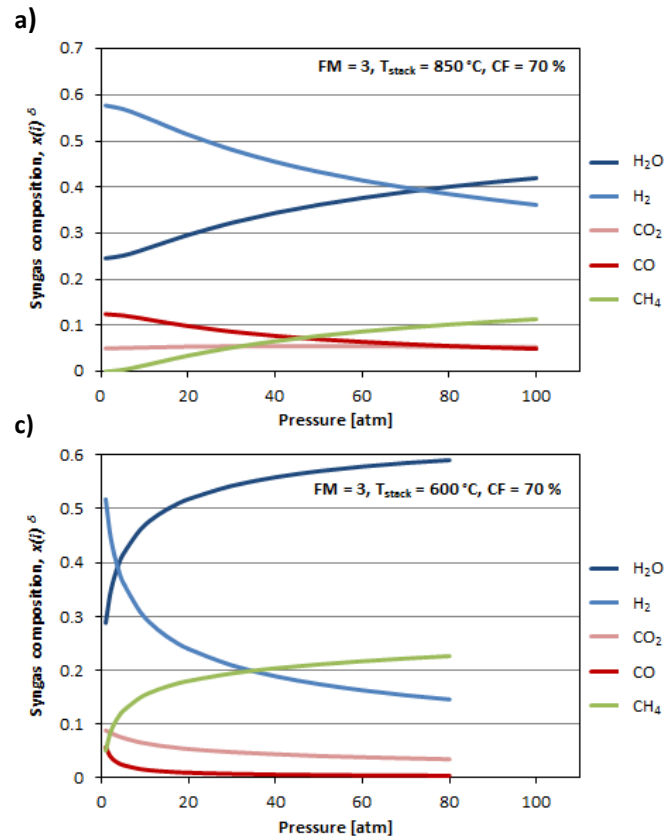 a)
FM = 3, Tstack = 850 °C, CF = 70 %
Syngas composition, x(i) δ
0.7
0.6
0.5
0.4
0.3
0.2
0.1
0
0 20 40 60 80 100
Pressure [atm]
H₂O
H₂
CO₂
CO
CH₄
c)
FM = 3, Tstack = 600 °C, CF = 70 %
Syngas composition, x(i) δ
0.6
0.5
0.4
0.3
0.2
0.1
0
0 20 40 60 80 100
Pressure [atm]
H₂O
H₂
CO₂
CO
CH₄